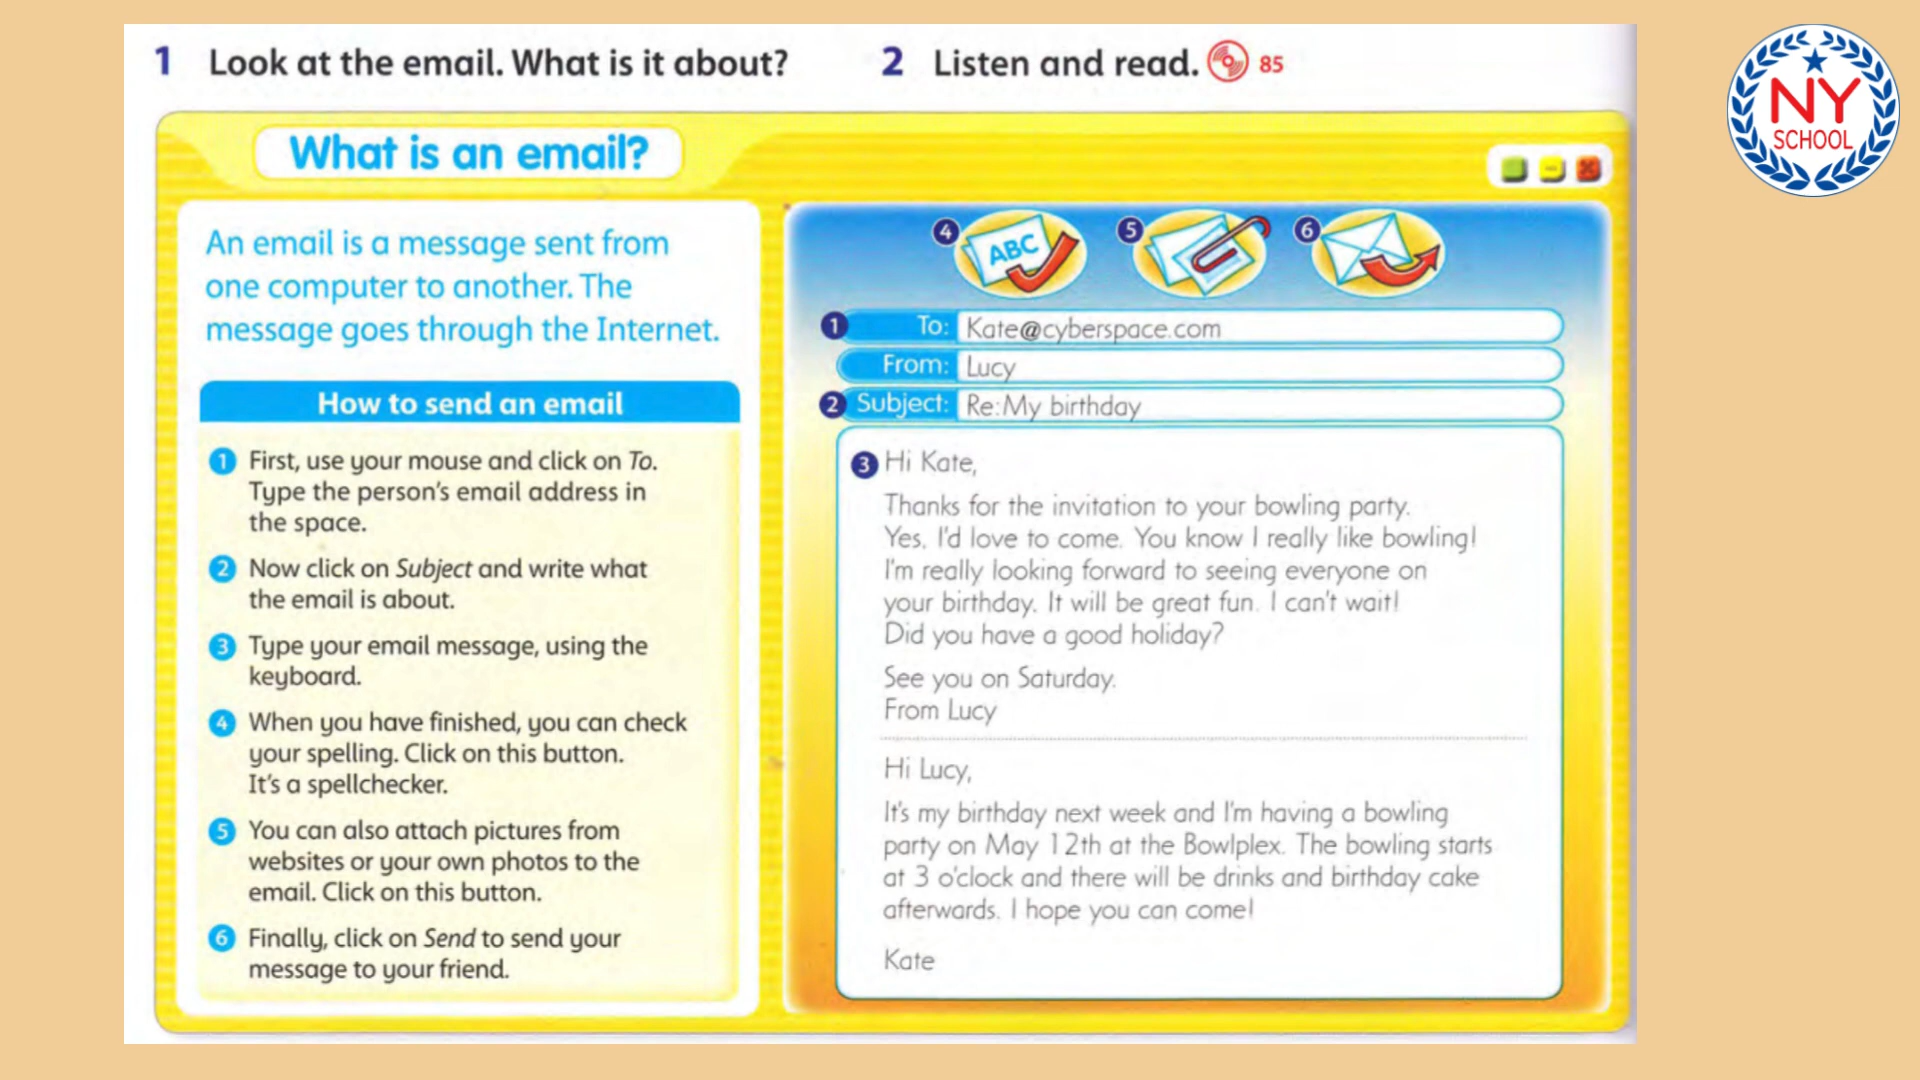 1 Look at the email. What is it about?
2 Listen and read. 85
NY
SCHOOL
What is an email?
An email is a message sent from
one computer to another. The
message goes through the Internet.
How to send an email
1 First, use your mouse and click on To.
Type the person's email address in
the space.
2 Now click on Subject and write what
the email is about.
3 Type your email message, using the
keyboard.
4 When you have finished, you can check
your spelling. Click on this button.
It's a spellchecker.
5 You can also attach pictures from
websites or your own photos to the
email. Click on this button.
6 Finally, click on Send to send your
message to your friend.
4 ABC
5
6
1 To: Kate@cyberspace.com
From: Lucy
2 Subject: Re:My birthday
3 Hi Kate,
Thanks for the invitation to your bowling party.
Yes, I'd love to come. You know I really like bowling!
I'm really looking forward to seeing everyone on
your birthday. It will be great fun. I can't wait!
Did you have a good holiday?
See you on Saturday.
From Lucy
Hi Lucy,
It's my birthday next week and I'm having a bowling
party on May 12th at the Bowlplex. The bowling starts
at 3 o'clock and there will be drinks and birthday cake
afterwards. I hope you can come!
Kate